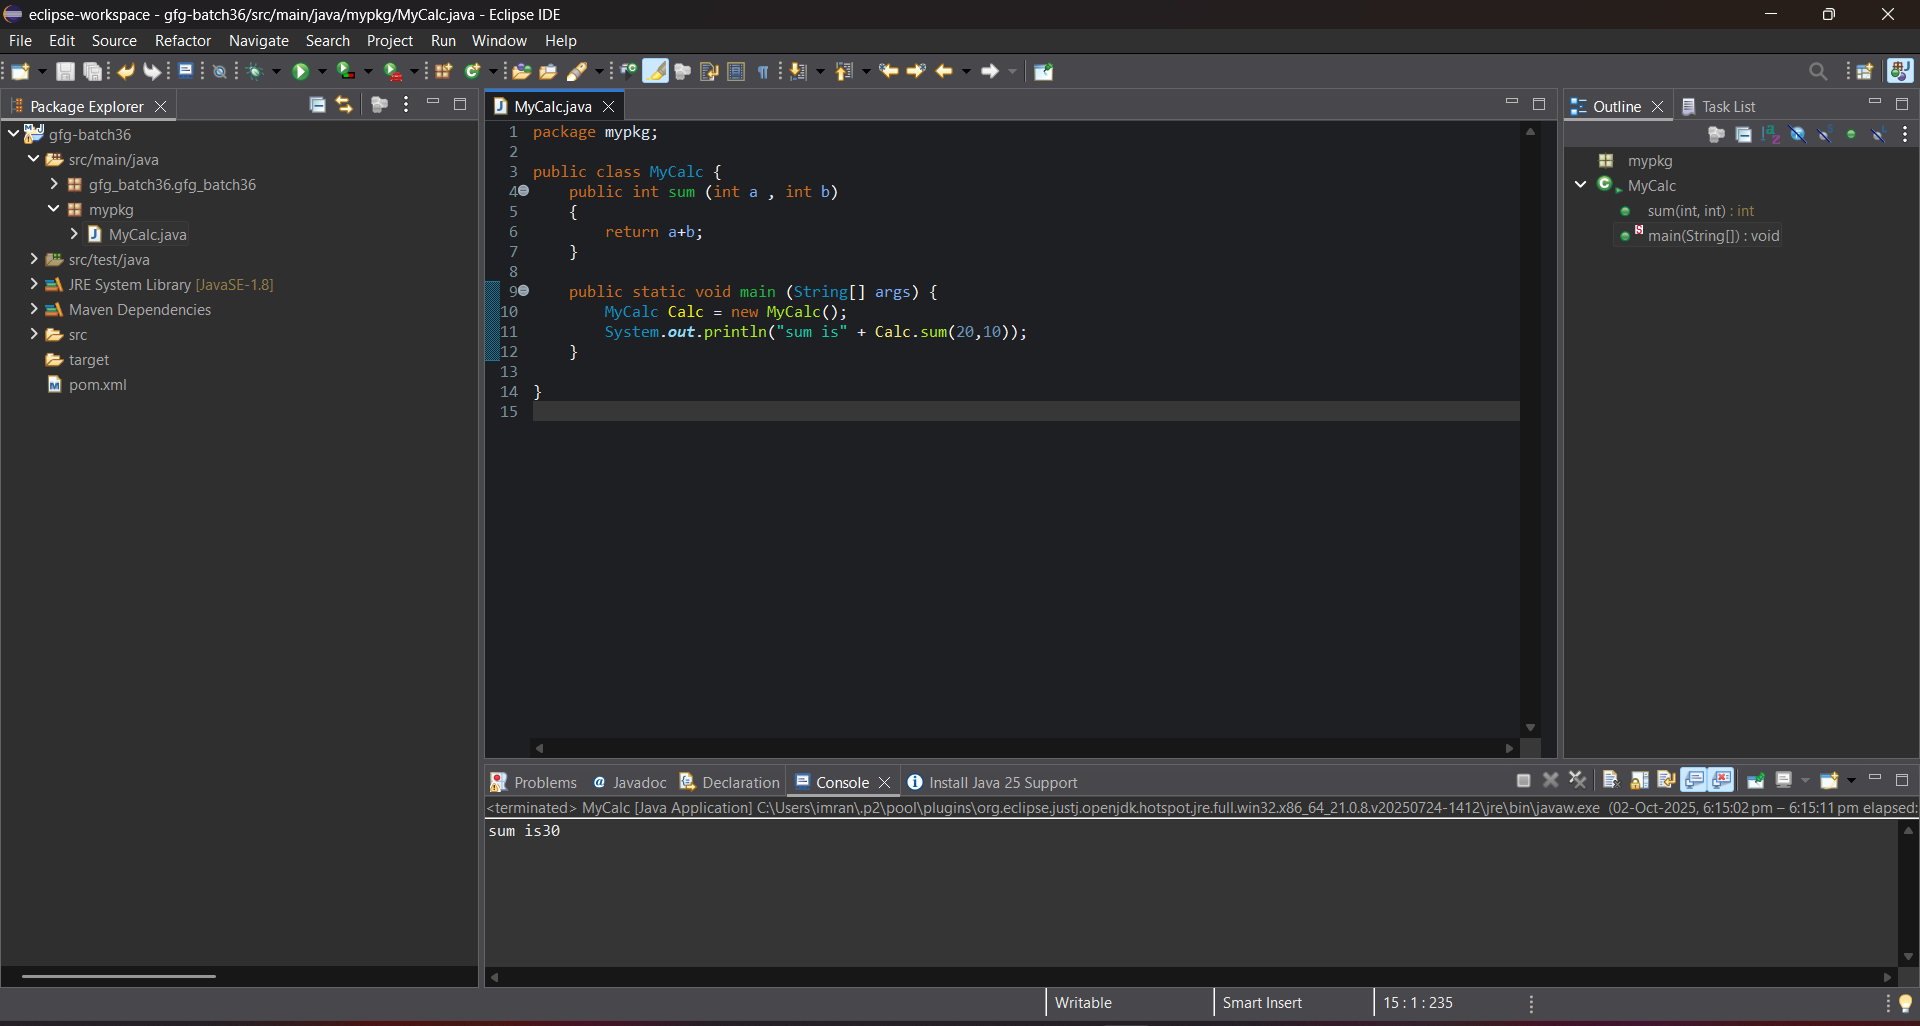 eclipse-workspace - gfg-batch36/src/main/java/mypkg/MyCalc.java - Eclipse IDE
File Edit Source Refactor Navigate Search Project Run Window Help
Package Explorer
gfg-batch36
src/main/java
gfg_batch36.gfg_batch36
mypkg
MyCalc.java
src/test/java
JRE System Library [JavaSE-1.8]
Maven Dependencies
src
target
pom.xml
MyCalc.java
1 package mypkg;
2
3 public class MyCalc {
4     public int sum (int a , int b)
5     {
6         return a+b;
7     }
8
9     public static void main (String[] args) {
10         MyCalc Calc = new MyCalc();
11         System.out.println("sum is" + Calc.sum(20,10));
12     }
13
14 }
15
Outline Task List
mypkg
MyCalc
sum(int, int) : int
main(String[]) : void
Problems Javadoc Declaration Console Install Java 25 Support
<terminated> MyCalc [Java Application] C:\Users\imran\.p2\pool\plugins\org.eclipse.justj.openjdk.hotspot.jre.full.win32.x86_64_21.0.8.v20250724-1412\jre\bin\javaw.exe (02-Oct-2025, 6:15:02 pm – 6:15:11 pm elapsed:
sum is30
Writable Smart Insert 15 : 1 : 235